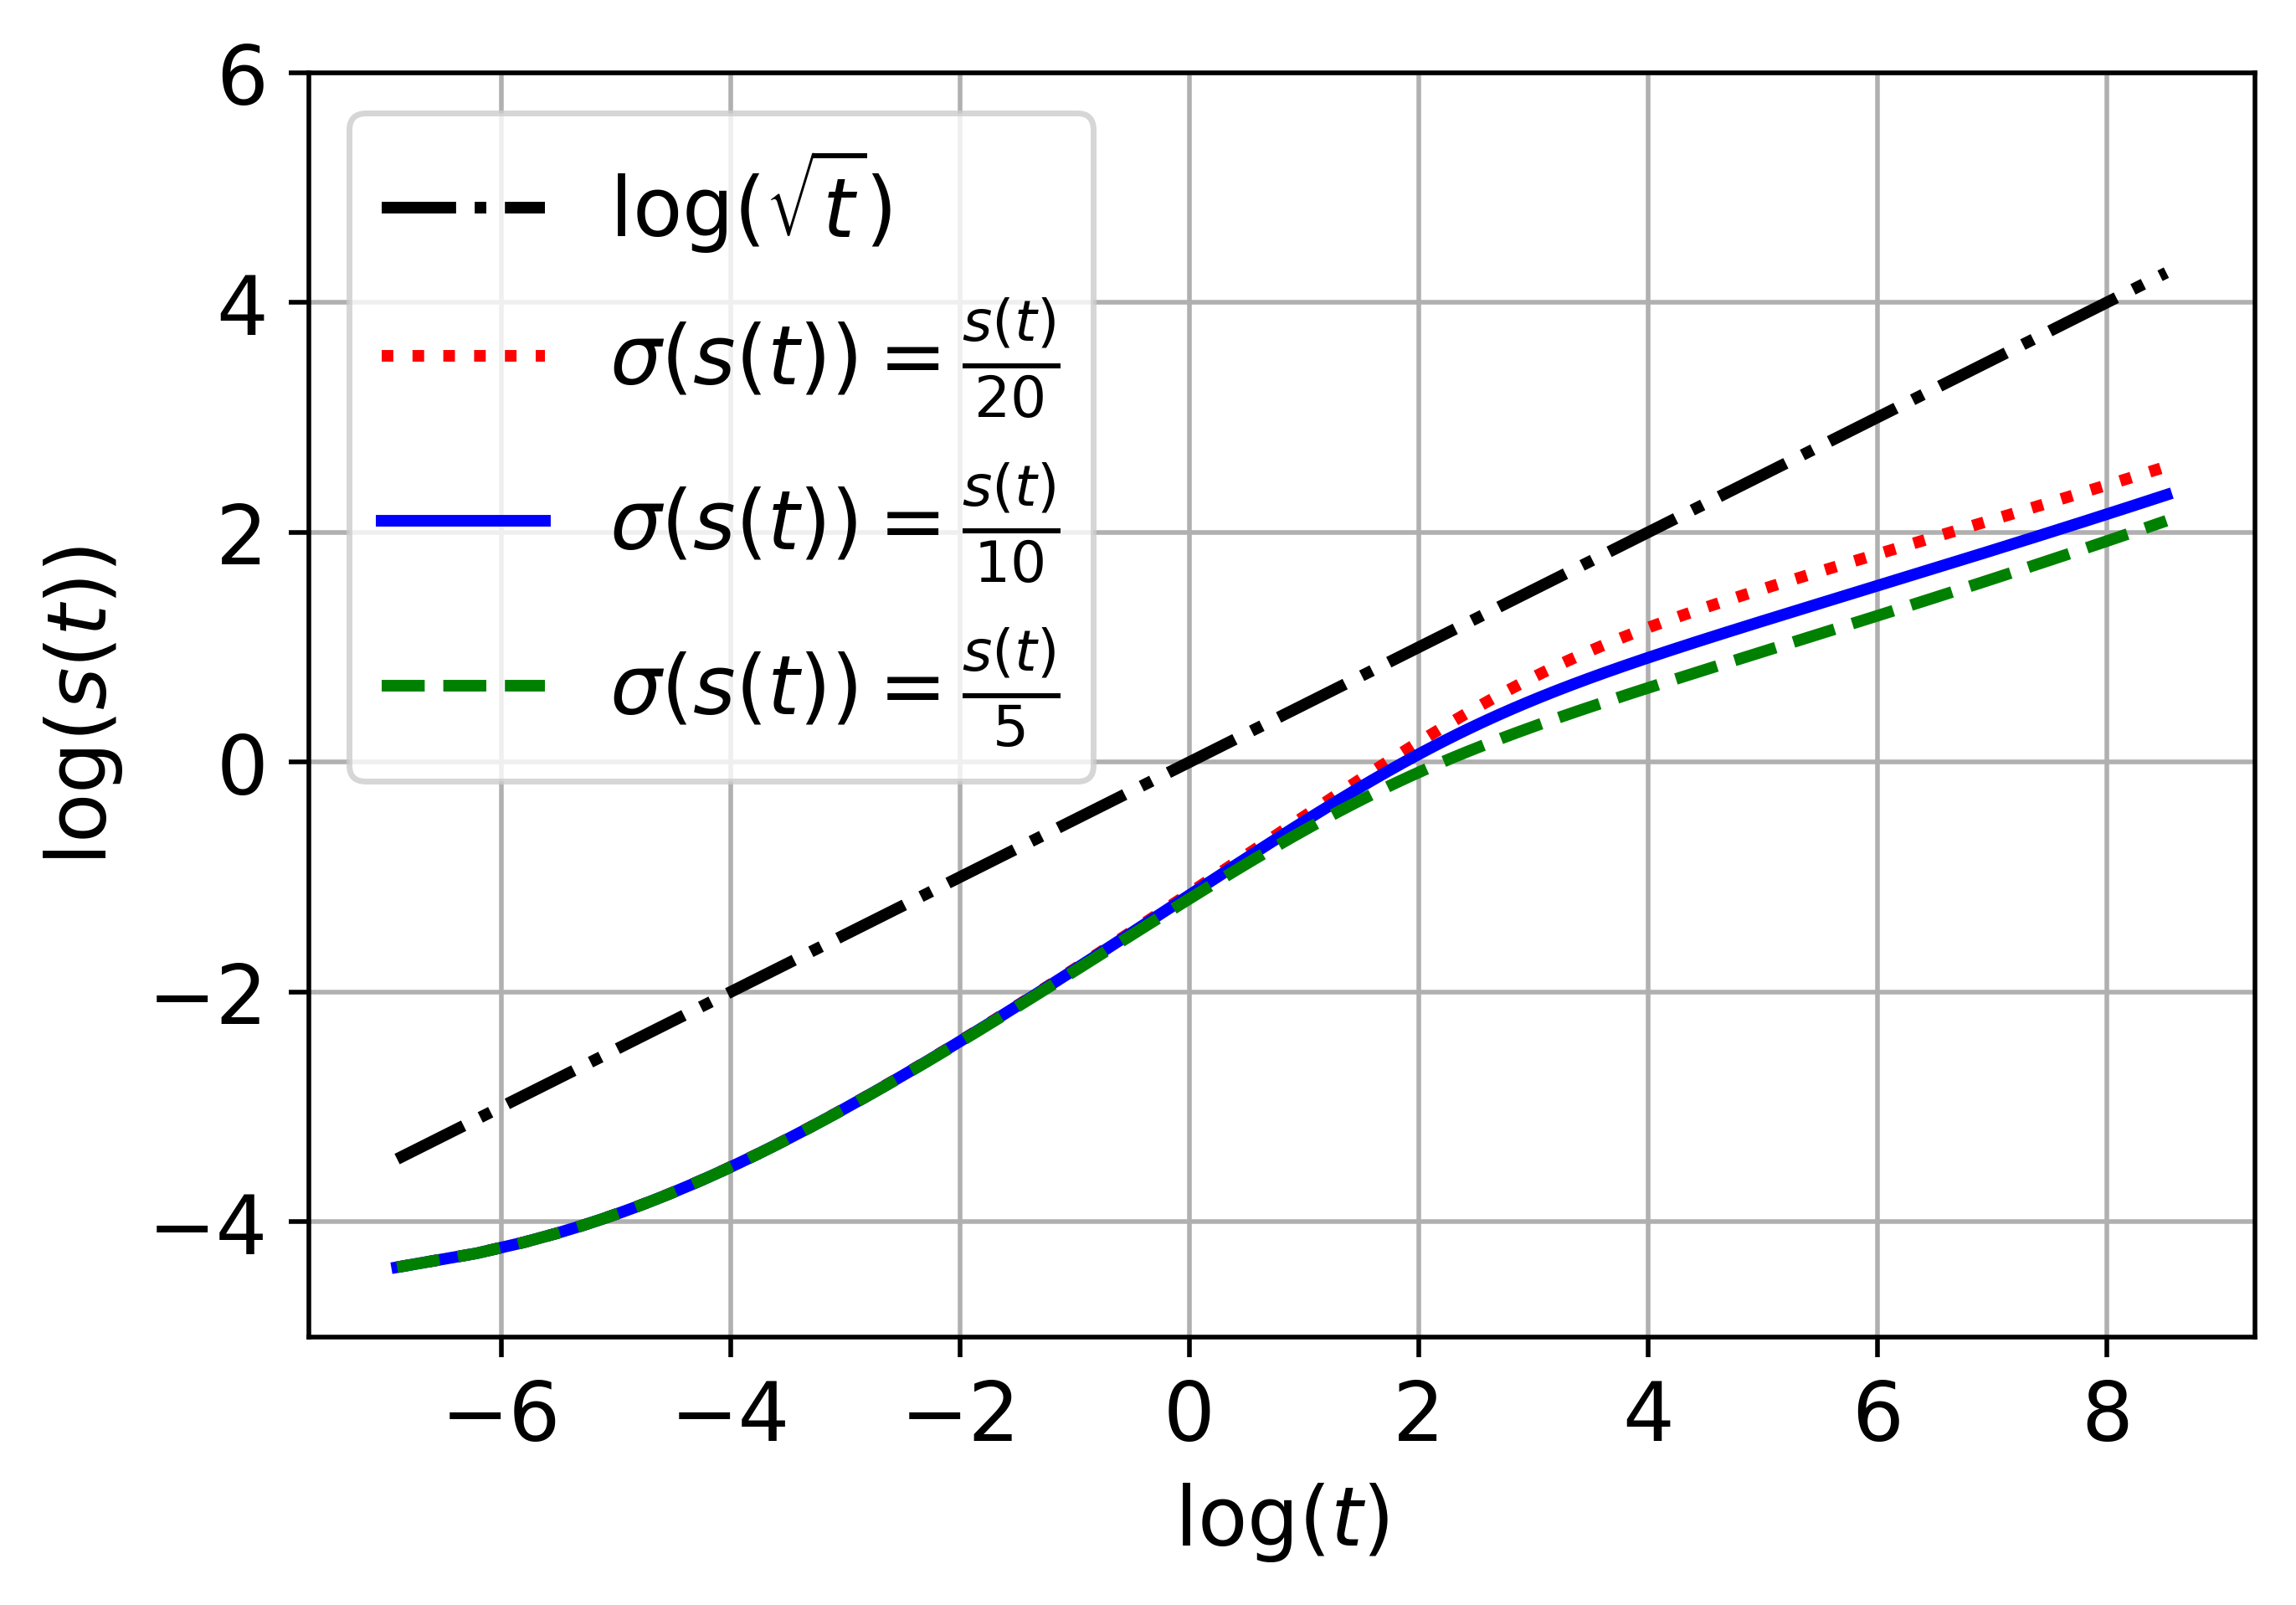 6
4
2
0
−2
−4
log(s(t))
log(√t)
σ(s(t)) = s(t)/20
σ(s(t)) = s(t)/10
σ(s(t)) = s(t)/5
−6 −4 −2 0 2 4 6 8
log(t)